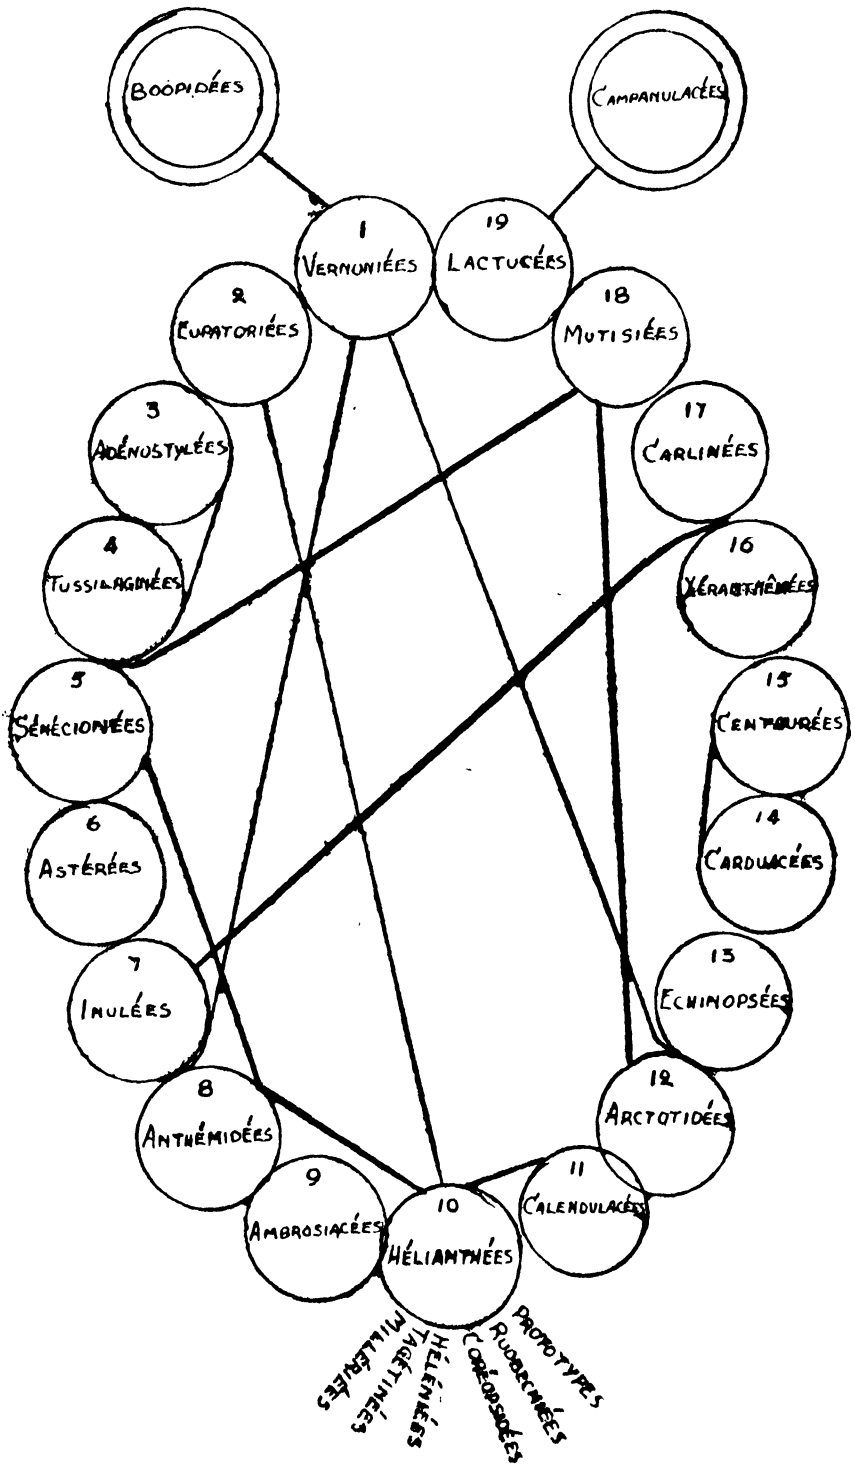 BOOPIDÉES
CAMPANULACÉES
1
VERNONIÉES
19
LACTUCÉES
2
EUPATORIÉES
18
MUTISIÉES
3
ADÉNOSTYLÉES
17
CARLINÉES
4
TUSSILAGINÉES
16
XÉRANTHÉMÉES
5
SÉNÉCIONÉES
15
CENTAURÉES
6
ASTÉRÉES
14
CARDUACÉES
7
INULÉES
13
ECHINOPSÉES
8
ANTHÉMIDÉES
12
ARCTOTIDÉES
9
AMBROSIACÉES
11
CALENDULACÉES
10
HÉLIANTHÉES
MILLÉRIÉES
TAGÉTINÉES
HÉLÉNIÉES
CORÉOPSIDÉES
RUDBECKIÉES
PROTOTYPES